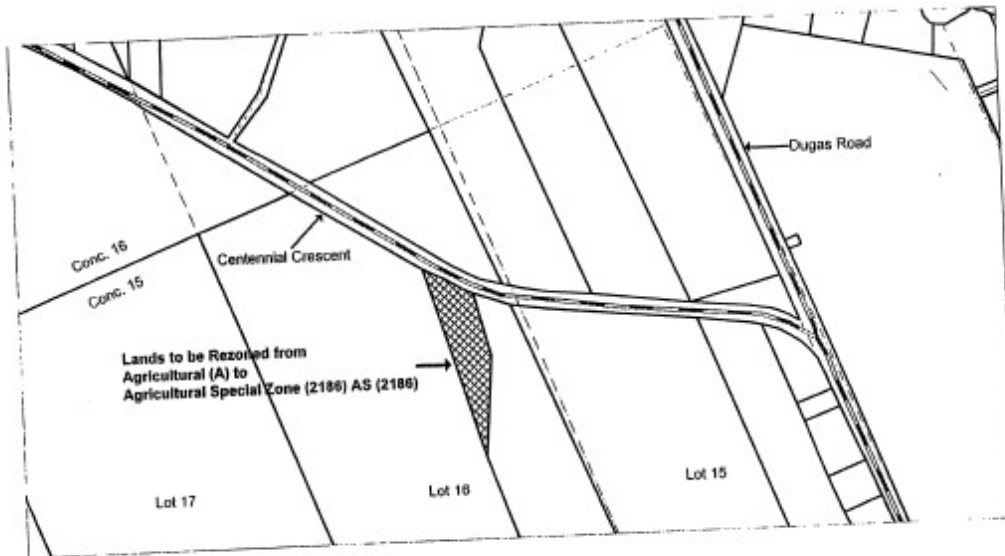 Dugas Road
Conc. 16
Centennial Crescent
Conc. 15
Lands to be Rezoned from
Agricultural (A) to
Agricultural Special Zone (2186) AS (2186)
Lot 17
Lot 16
Lot 15